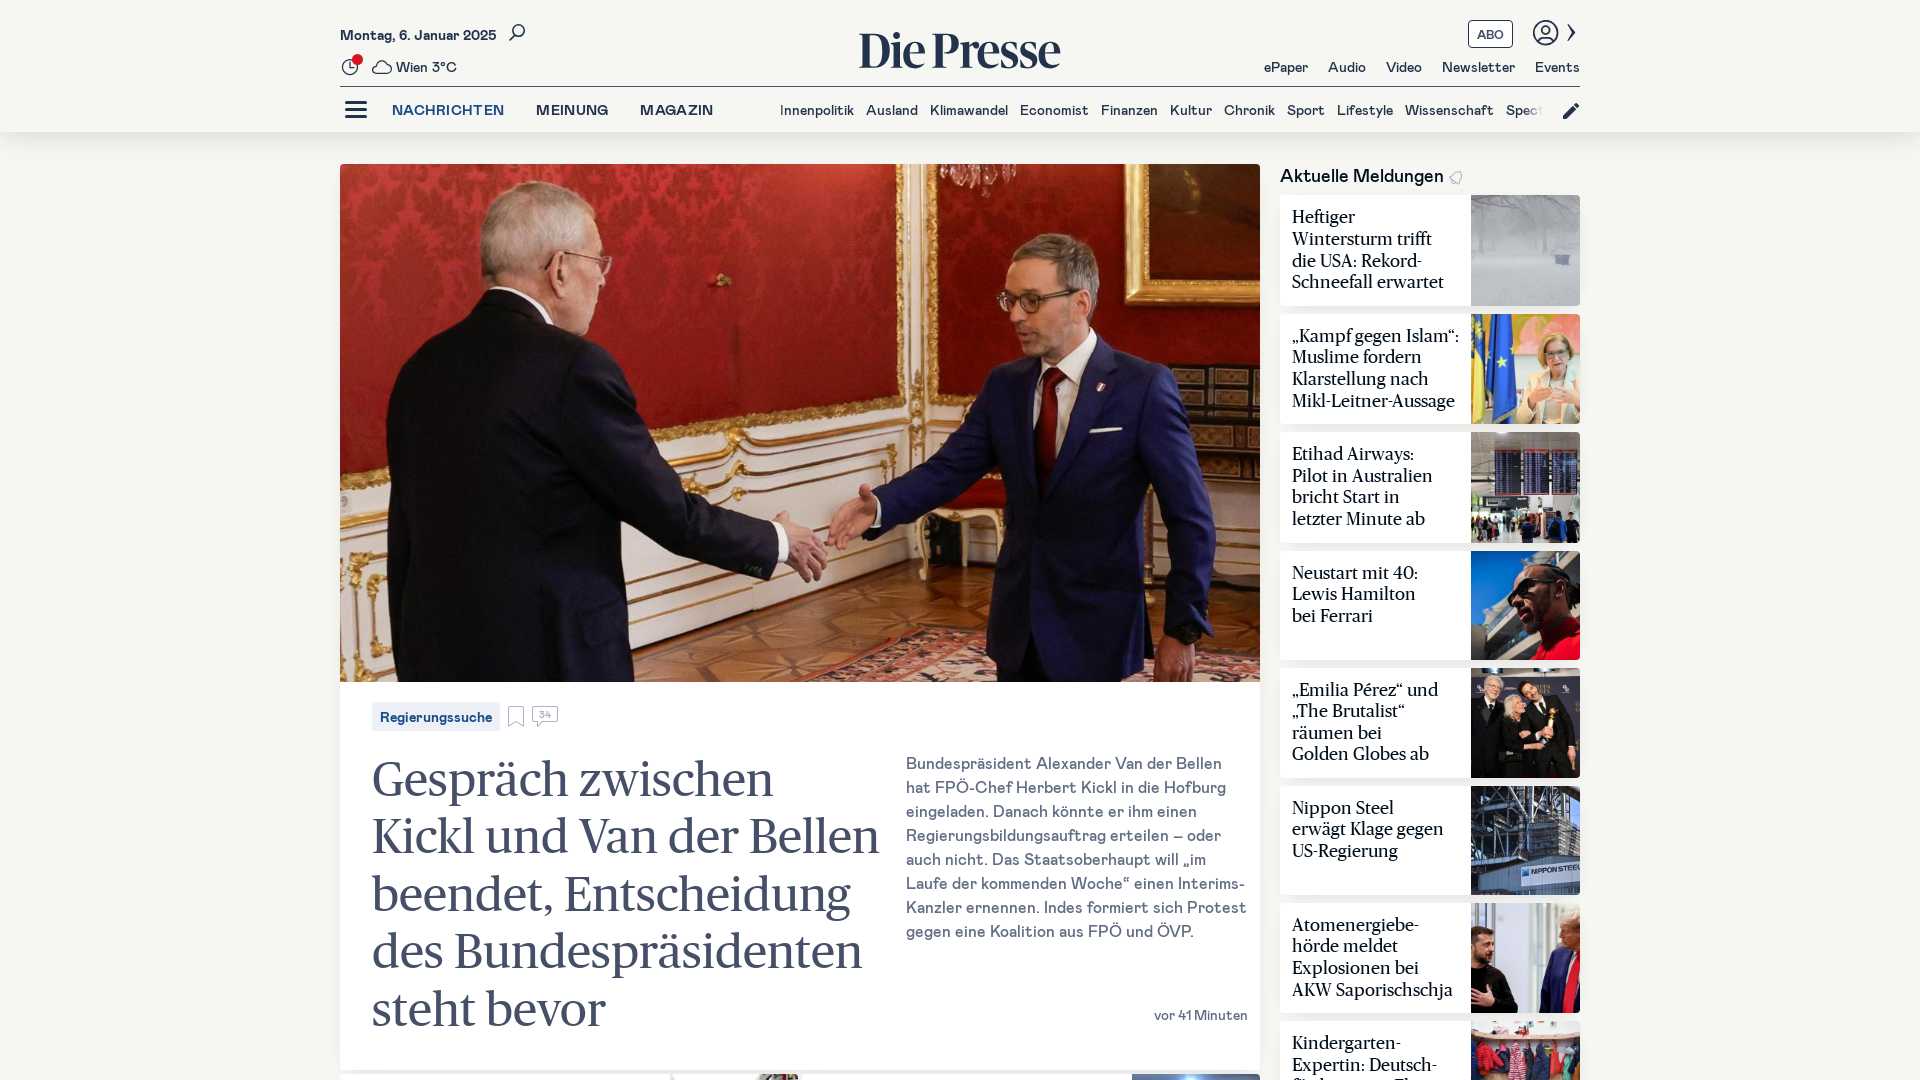 Montag, 6. Januar 2025
Wien 3°C
Die Presse
ABO
ePaper Audio Video Newsletter Events
NACHRICHTEN MEINUNG MAGAZIN
Innenpolitik Ausland Klimawandel Economist Finanzen Kultur Chronik Sport Lifestyle Wissenschaft Spect
Regierungssuche
34
Gespräch zwischen
Kickl und Van der Bellen
beendet, Entscheidung
des Bundespräsidenten
steht bevor
Bundespräsident Alexander Van der Bellen
hat FPÖ-Chef Herbert Kickl in die Hofburg
eingeladen. Danach könnte er ihm einen
Regierungsbildungsauftrag erteilen – oder
auch nicht. Das Staatsoberhaupt will „im
Laufe der kommenden Woche“ einen Interims-
Kanzler ernennen. Indes formiert sich Protest
gegen eine Koalition aus FPÖ und ÖVP.
vor 41 Minuten
Aktuelle Meldungen
Heftiger
Wintersturm trifft
die USA: Rekord-
Schneefall erwartet
„Kampf gegen Islam“:
Muslime fordern
Klarstellung nach
Mikl-Leitner-Aussage
Etihad Airways:
Pilot in Australien
bricht Start in
letzter Minute ab
Neustart mit 40:
Lewis Hamilton
bei Ferrari
„Emilia Pérez“ und
„The Brutalist“
räumen bei
Golden Globes ab
Nippon Steel
erwägt Klage gegen
US-Regierung
NIPPON STEEL
Atomenergiebe-
hörde meldet
Explosionen bei
AKW Saporischschja
Kindergarten-
Expertin: Deutsch-